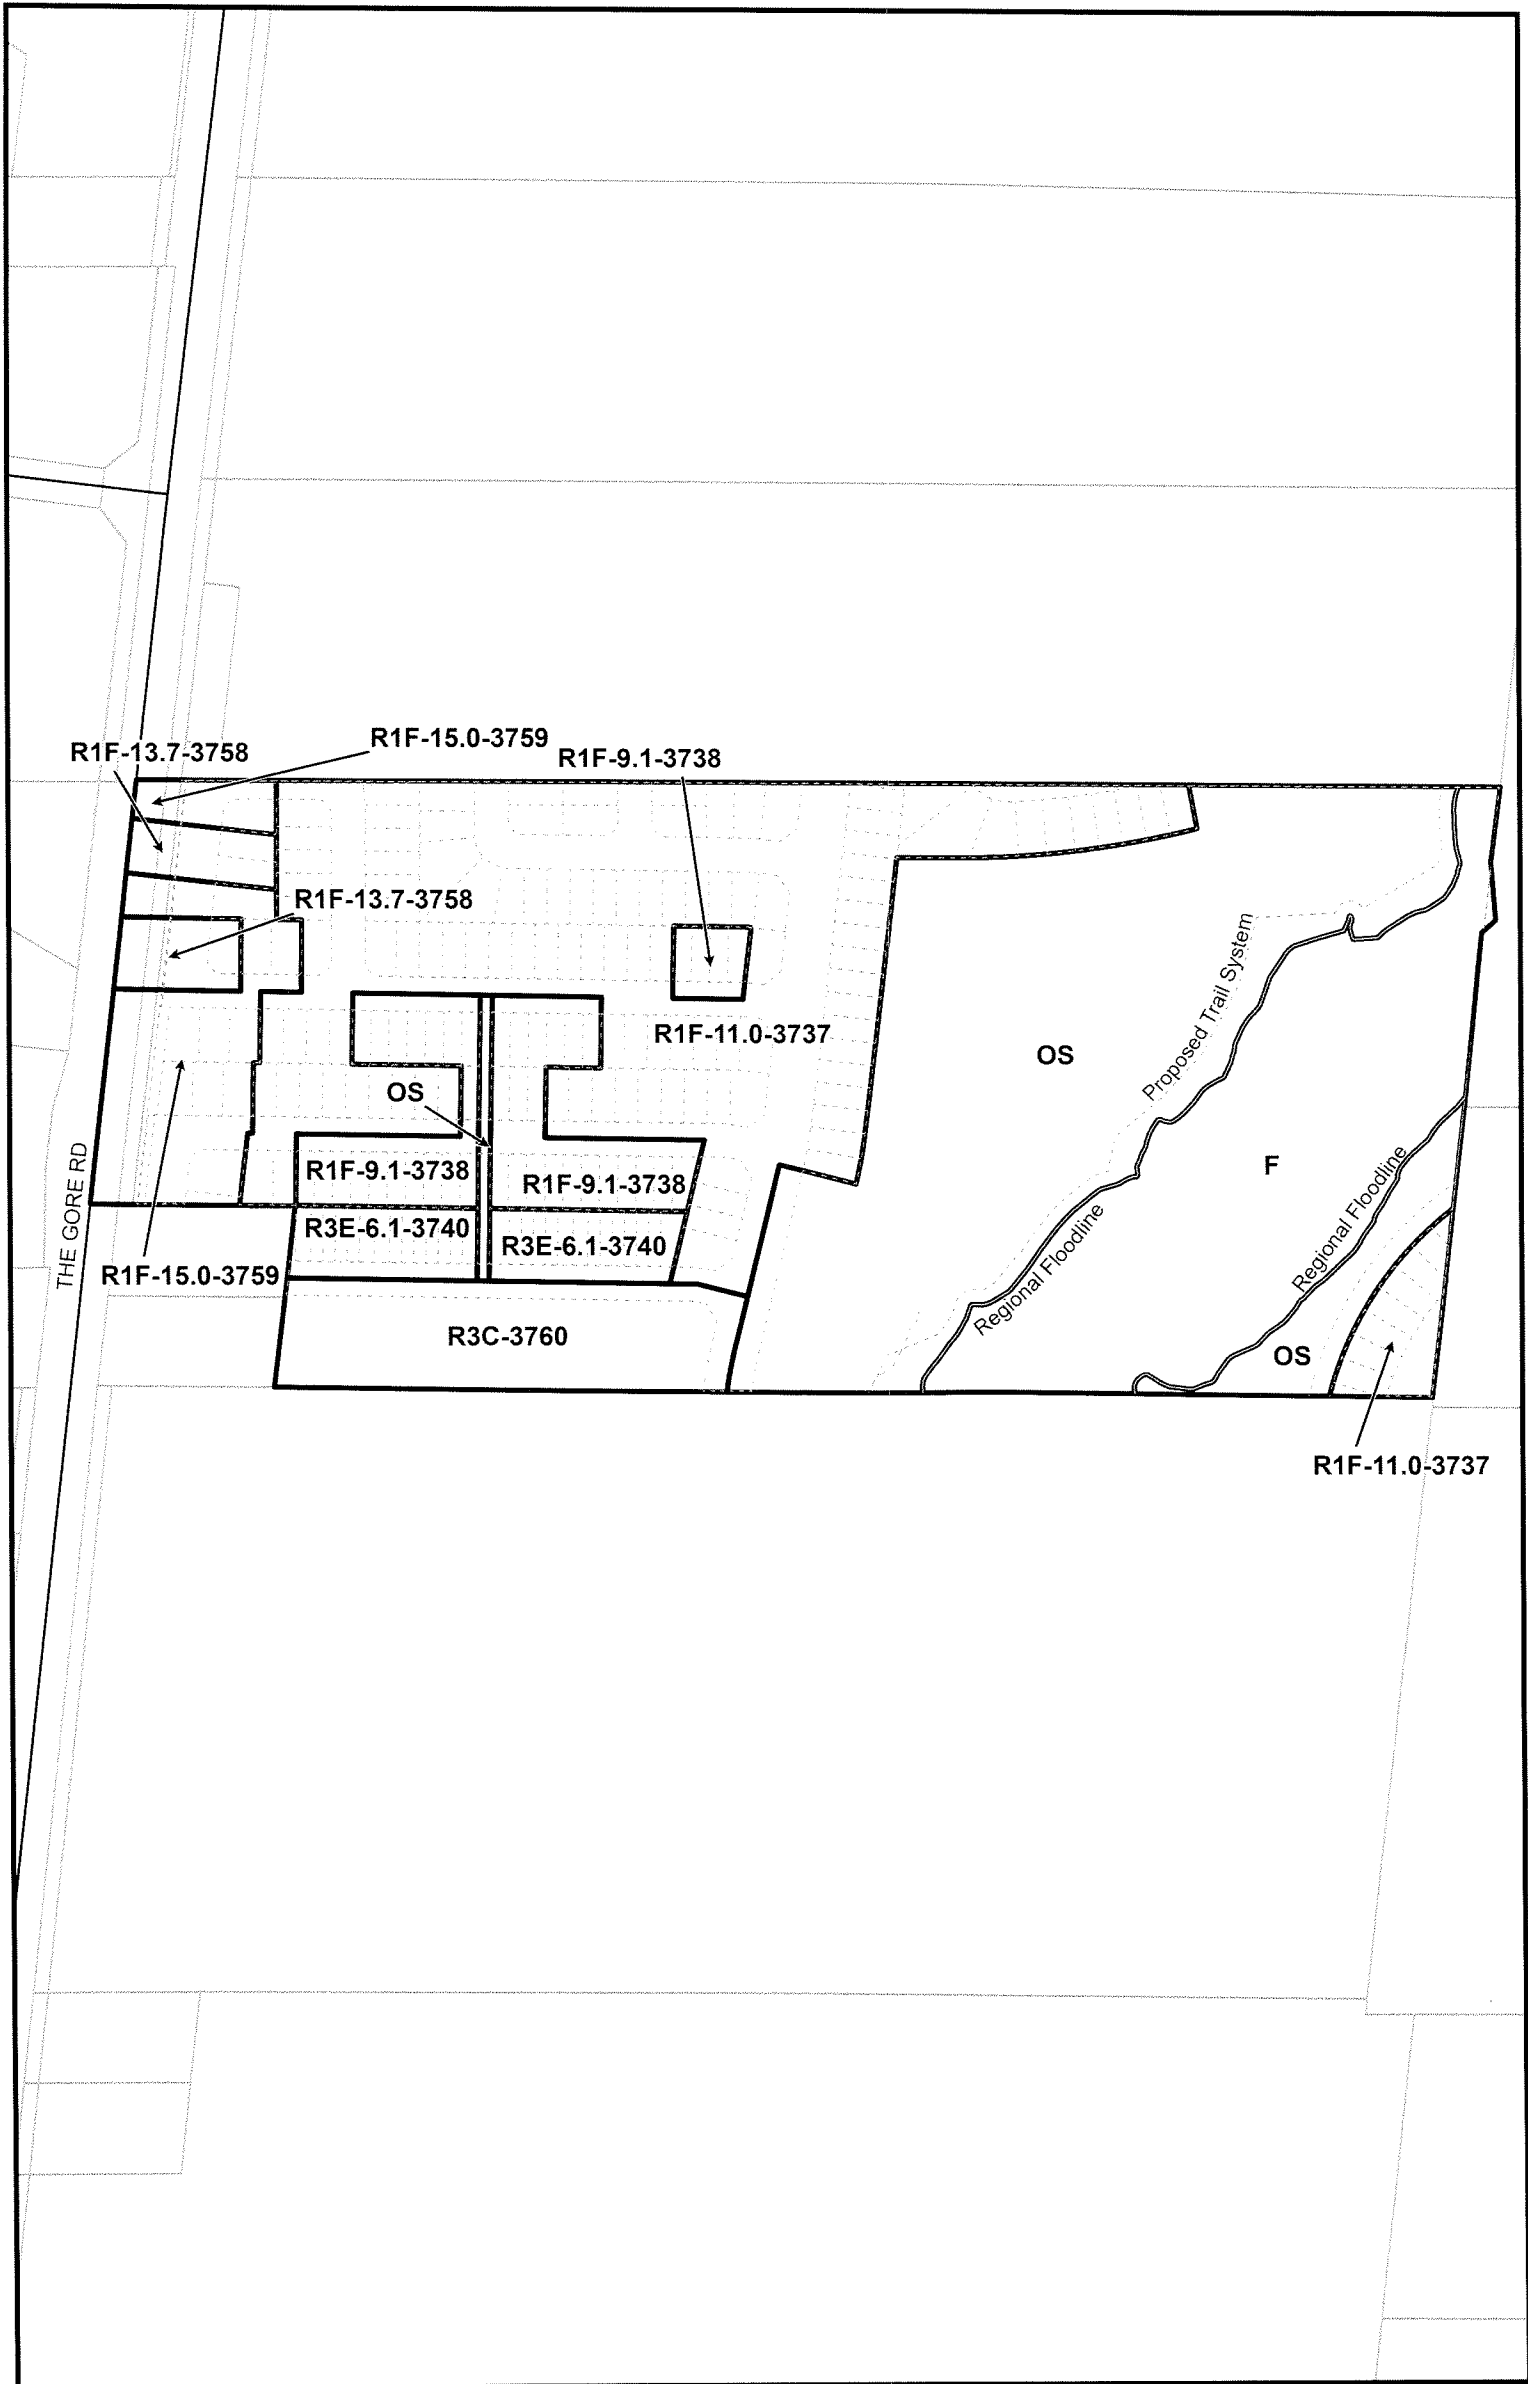 R1F-13.7-3758
R1F-15.0-3759
R1F-9.1-3738
R1F-13.7-3758
R1F-11.0-3737
OS
Proposed Trail System
OS
F
R1F-9.1-3738
R1F-9.1-3738
THE GORE RD
R3E-6.1-3740
R3E-6.1-3740
Regional Floodline
Regional Floodline
R1F-15.0-3759
R3C-3760
OS
R1F-11.0-3737